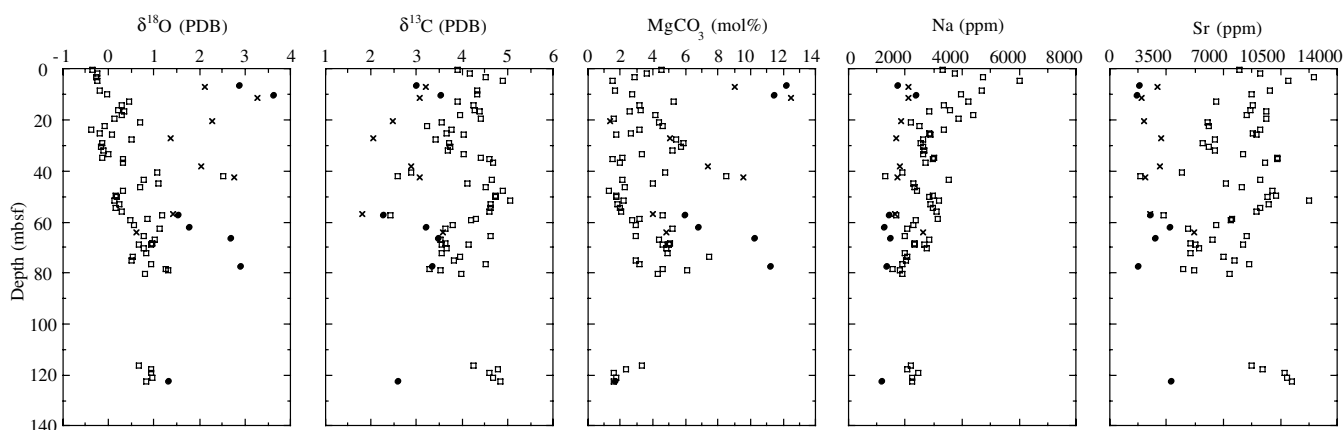 δ18O (PDB) δ13C (PDB) MgCO3 (mol%) Na (ppm) Sr (ppm)
-1 0 1 2 3 4 1 2 3 4 5 6 0 2 4 6 8 10 12 14 0 2000 4000 6000 8000 0 3500 7000 10500 14000
0
20
40
60
80
100
120
140
Depth (mbsf)